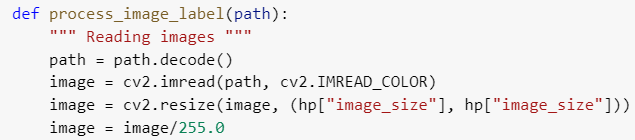 def process_image_label(path):
    """ Reading images """
    path = path.decode()
    image = cv2.imread(path, cv2.IMREAD_COLOR)
    image = cv2.resize(image, (hp["image_size"], hp["image_size"]))
    image = image/255.0